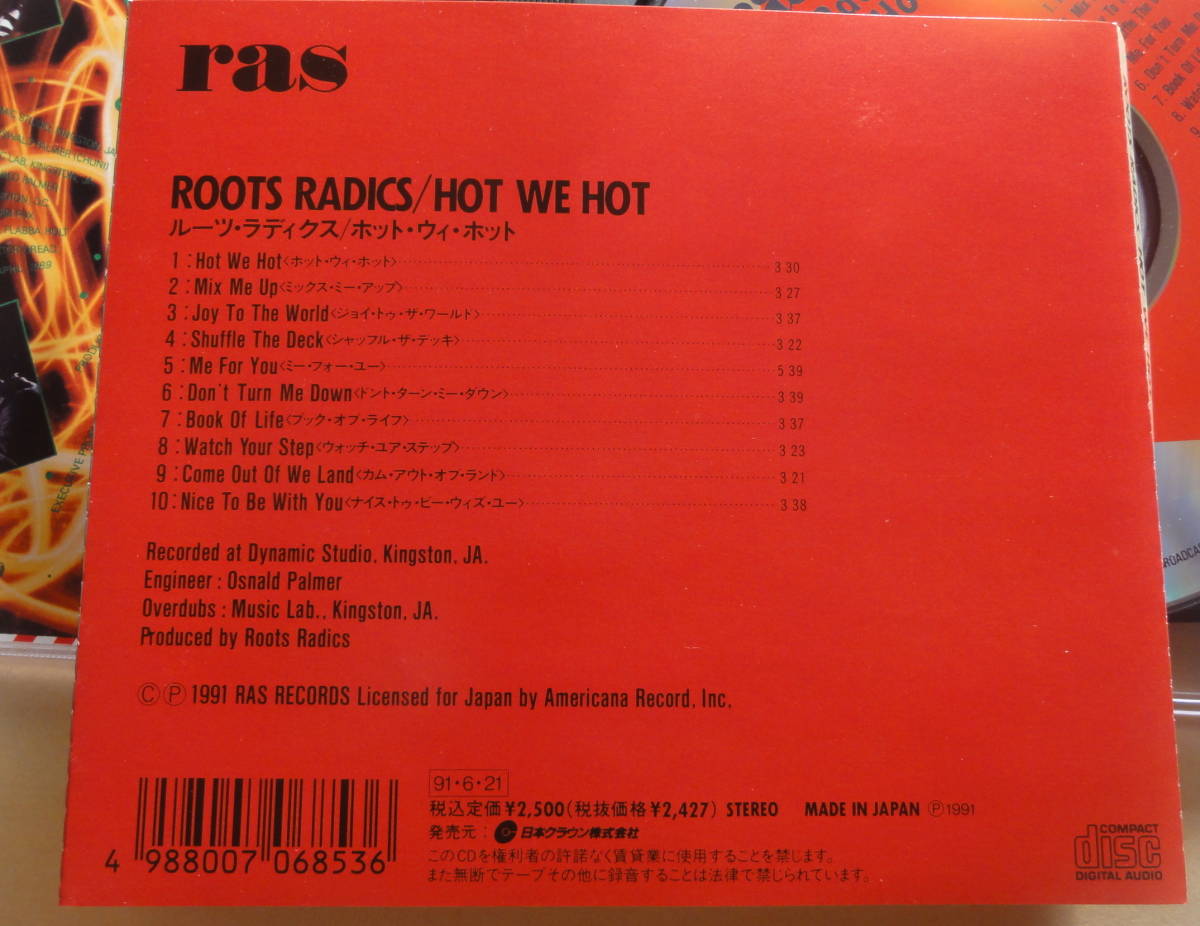 ras
ROOTS RADICS/HOT WE HOT
ルーツ・ラディクス/ホット・ウィ・ホット
1:Hot We Hot<ホット・ウィ・ホット> 3 30
2:Mix Me Up<ミックス・ミー・アップ> 3 27
3:Joy To The World<ジョイ・トゥ・ザ・ワールド> 3 37
4:Shuffle The Deck<シャッフル・ザ・デッキ> 3 22
5:Me For You<ミー・フォー・ユー> 5 39
6:Don't Turn Me Down<ドント・ターン・ミー・ダウン> 3 39
7:Book Of Life<ブック・オブ・ライフ> 3 37
8:Watch Your Step<ウォッチ・ユア・ステップ> 3 23
9:Come Out Of We Land<カム・アウト・オブ・ランド> 3 21
10:Nice To Be With You<ナイス・トゥ・ビー・ウィズ・ユー> 3 38
Recorded at Dynamic Studio, Kingston, JA.
Engineer : Osnald Palmer
Overdubs : Music Lab., Kingston, JA.
Produced by Roots Radics
©℗ 1991 RAS RECORDS Licensed for Japan by Americana Record, Inc,
91・6・21
税込定価¥2,500(税抜価格¥2,427) STEREO MADE IN JAPAN ℗1991
発売元: 日本クラウン株式会社
このCDを権利者の許諾なく賃貸業に使用することを禁じます。
また無断でテープその他に録音することは法律で禁じられています。
4 988007 068536
COMPACT
disc
DIGITAL AUDIO
LAB, KINGSTON
FLABBA HOLT
1989
EXECUTIVE
6. Don't Turn Me
7. Book Of
8.
BROADCAS